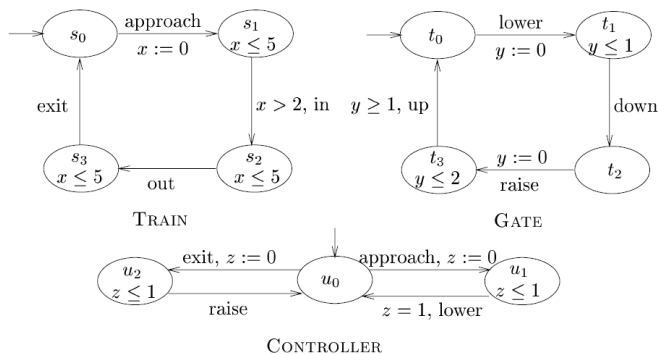 approach
x := 0
s₀
s₁
x ≤ 5
exit
x > 2, in
s₃
x ≤ 5
s₂
x ≤ 5
out
TRAIN
lower
y := 0
t₀
t₁
y ≤ 1
y ≥ 1, up
down
t₃
y ≤ 2
y := 0
raise
t₂
GATE
exit, z := 0
approach, z := 0
u₂
z ≤ 1
u₀
u₁
z ≤ 1
raise
z = 1, lower
CONTROLLER